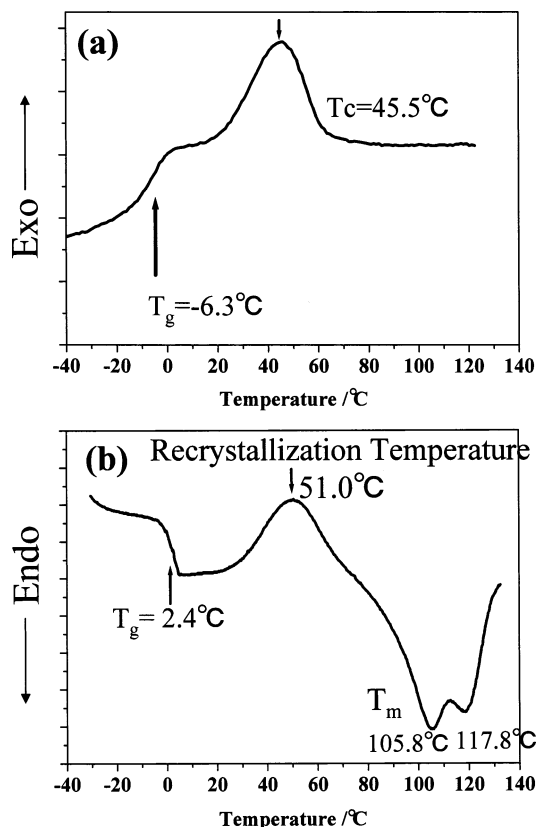 (a)
Tc=45.5℃
Exo
Tg=-6.3℃
-40 -20 0 20 40 60 80 100 120 140
Temperature /℃
(b)
Recrystallization Temperature
51.0℃
Endo
Tg= 2.4℃
Tm
105.8℃ 117.8℃
-40 -20 0 20 40 60 80 100 120 140
Temperature /℃